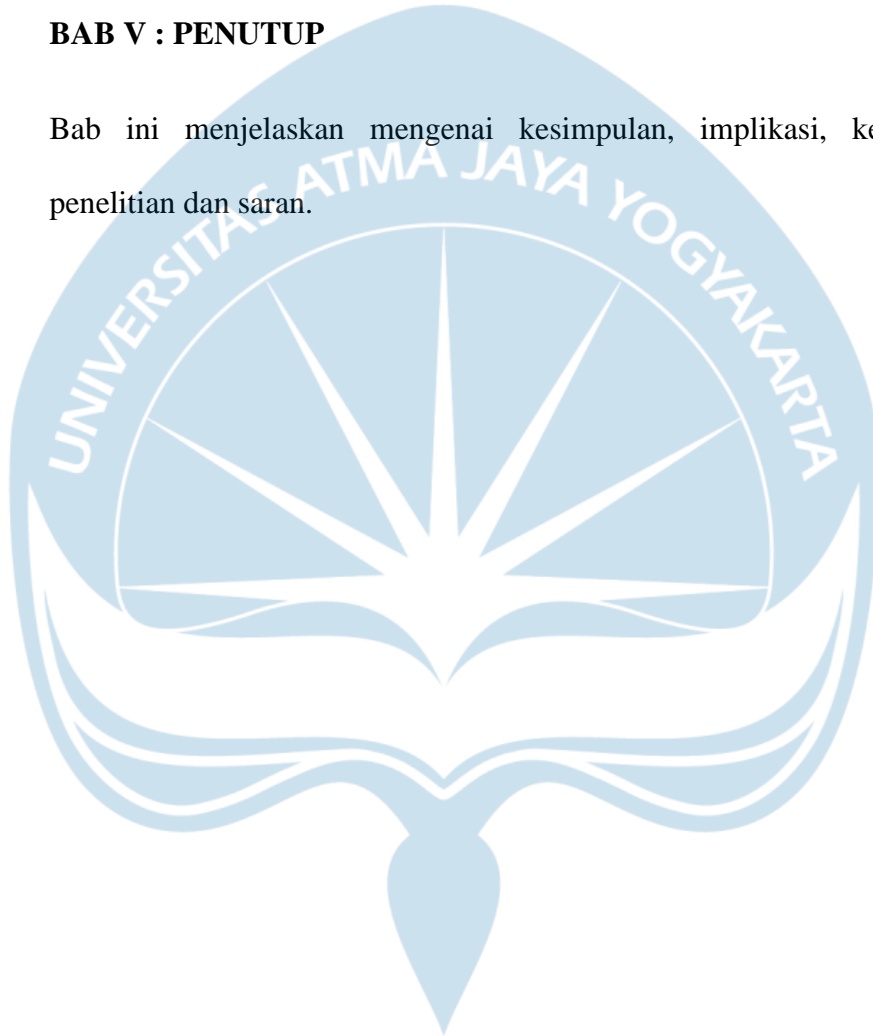 BAB V : PENUTUP
Bab ini menjelaskan mengenai kesimpulan, implikasi,
penelitian dan saran.
UNIVERSITAS ATMA JAYA YOGYAKARTA